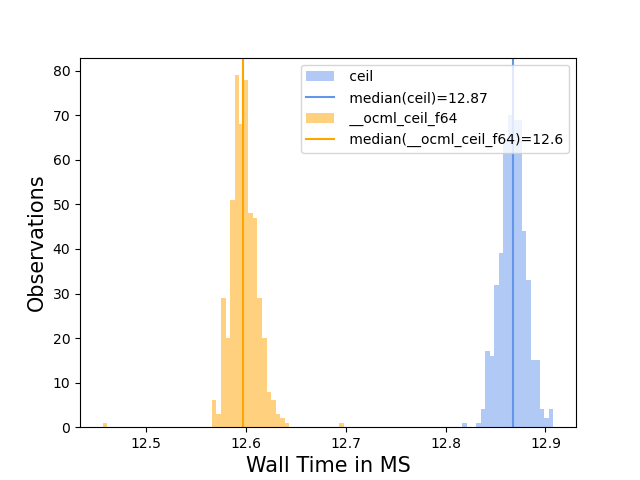 80
70
60
50
40
30
20
10
0
Observations
ceil
median(ceil)=12.87
__ocml_ceil_f64
median(__ocml_ceil_f64)=12.6
12.5 12.6 12.7 12.8 12.9
Wall Time in MS